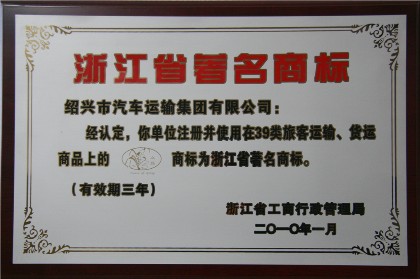 浙江省著名商标
绍兴市汽车运输集团有限公司：
经认定，你单位注册并使用在39类旅客运输、货运
商品上的 商标为浙江省著名商标。
（有效期三年）
浙江省工商行政管理局
二○一○年一月